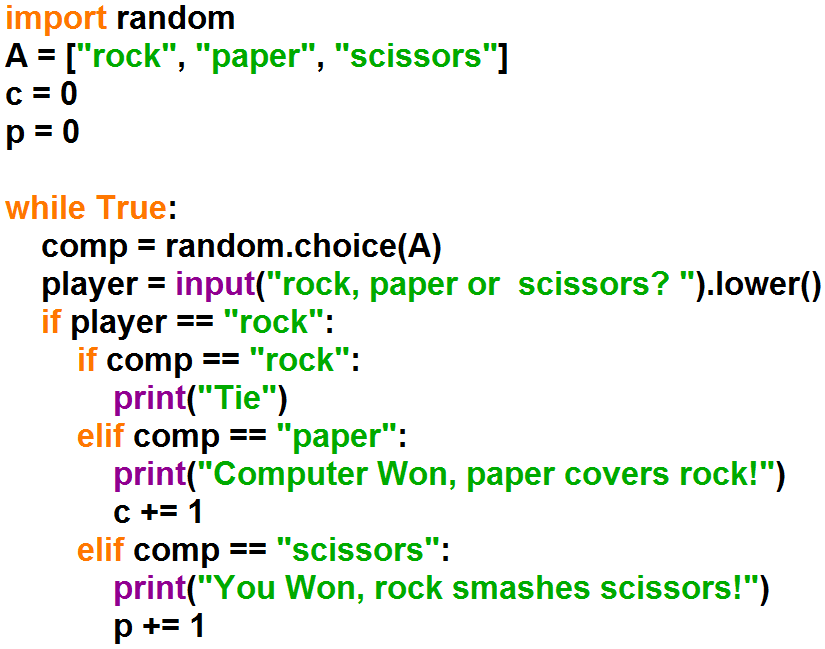 import random
A = ["rock", "paper", "scissors"]
c = 0
p = 0

while True:
    comp = random.choice(A)
    player = input("rock, paper or  scissors? ").lower()
    if player == "rock":
        if comp == "rock":
            print("Tie")
        elif comp == "paper":
            print("Computer Won, paper covers rock!")
            c += 1
        elif comp == "scissors":
            print("You Won, rock smashes scissors!")
            p += 1